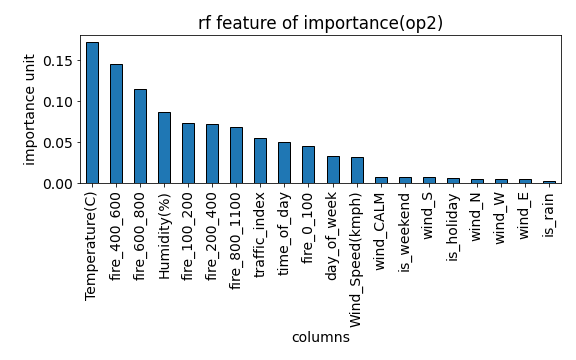 rf feature of importance(op2)
importance unit
0.15
0.10
0.05
0.00
Temperature(C)
fire_400_600
fire_600_800
Humidity(%)
fire_100_200
fire_200_400
fire_800_1100
traffic_index
time_of_day
fire_0_100
day_of_week
Wind_Speed(kmph)
wind_CALM
is_weekend
wind_S
is_holiday
wind_N
wind_W
wind_E
is_rain
columns